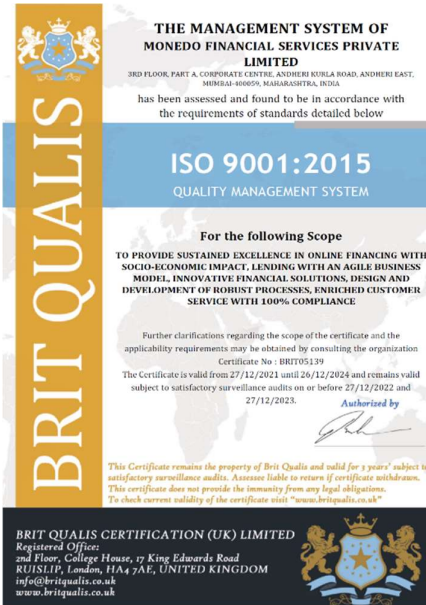 BRIT QUALIS
THE MANAGEMENT SYSTEM OF
MONEDO FINANCIAL SERVICES PRIVATE
LIMITED
3RD FLOOR, PART A, CORPORATE CENTRE, ANDHERI KURLA ROAD, ANDHERI EAST,
MUMBAI-400059, MAHARASHTRA, INDIA
has been assessed and found to be in accordance with
the requirements of standards detailed below
ISO 9001:2015
QUALITY MANAGEMENT SYSTEM
For the following Scope
TO PROVIDE SUSTAINED EXCELLENCE IN ONLINE FINANCING WITH
SOCIO-ECONOMIC IMPACT, LENDING WITH AN AGILE BUSINESS
MODEL, INNOVATIVE FINANCIAL SOLUTIONS, DESIGN AND
DEVELOPMENT OF ROBUST PROCESSES, ENRICHED CUSTOMER
SERVICE WITH 100% COMPLIANCE
Further clarifications regarding the scope of the certificate and the
applicability requirements may be obtained by consulting the organization
Certificate No : BRIT05139
The Certificate is valid from 27/12/2021 until 26/12/2024 and remains valid
subject to satisfactory surveillance audits on or before 27/12/2022 and
27/12/2023.
Authorized by
This Certificate remains the property of Brit Qualis and valid for 3 years' subject to
satisfactory surveillance audits. Assessee liable to return if certificate withdrawn.
This certificate does not provide the immunity from any legal obligations.
To check current validity of the certificate visit "www.britqualis.co.uk"
BRIT QUALIS CERTIFICATION (UK) LIMITED
Registered Office:
2nd Floor, College House, 17 King Edwards Road
RUISLIP, London, HA4 7AE, UNITED KINGDOM
info@britqualis.co.uk
www.britqualis.co.uk